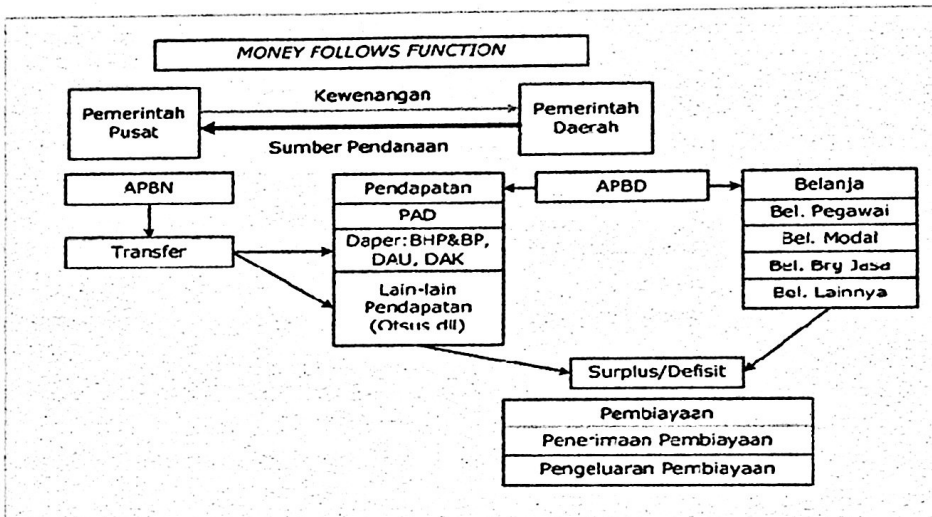 MONEY FOLLOWS FUNCTION
Pemerintah
Pusat
Kewenangan
Sumber Pendanaan
Pemerintah
Daerah
APBN
Transfer
Pendapatan
PAD
Daper: BHP&BP,
DAU, DAK
Lain-lain
Pendapatan
(Otsus dll)
APBD
Belanja
Bel. Pegawai
Bel. Modal
Bel. Brg Jasa
Bel. Lainnya
Surplus/Defisit
Pembiayaan
Penerimaan Pembiayaan
Pengeluaran Pembiayaan